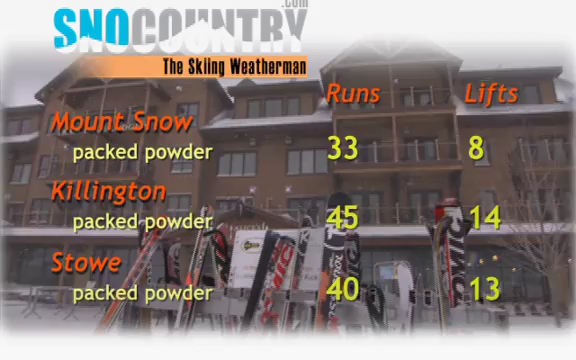 .com
SNOCOUNTRY
The Skiing Weatherman
Runs Lifts
Mount Snow
packed powder 33 8
Killington
packed powder 45 14
Stowe
packed powder 40 13